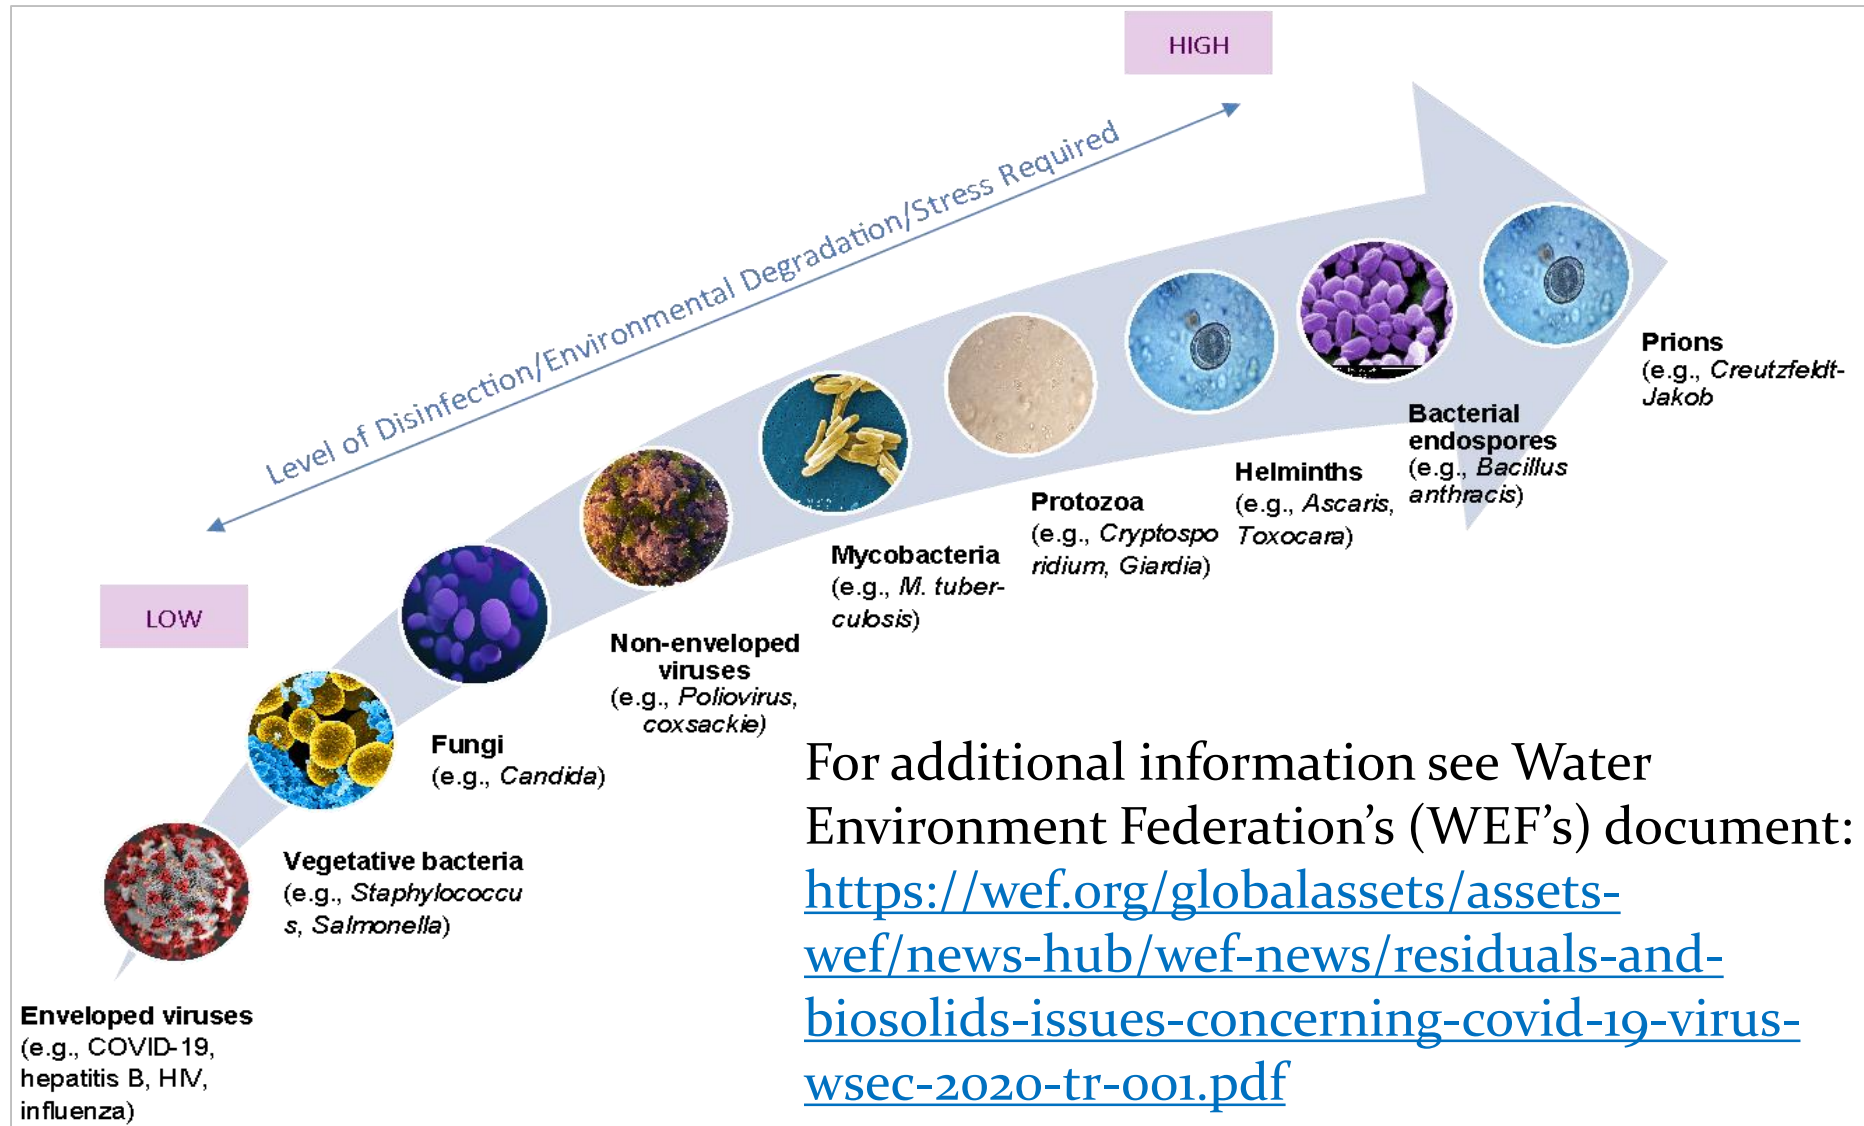 HIGH
Level of Disinfection/Environmental Degradation/Stress Required
LOW
Prions
(e.g., Creutzfeldt-
Jakob
Bacterial
endospores
(e.g., Bacillus
anthracis)
Helminths
(e.g., Ascaris,
Toxocara)
Protozoa
(e.g., Cryptospo
ridium, Giardia)
Mycobacteria
(e.g., M. tuber-
culosis)
Non-enveloped
viruses
(e.g., Poliovirus,
coxsackie)
Fungi
(e.g., Candida)
Vegetative bacteria
(e.g., Staphylococcu
s, Salmonella)
Enveloped viruses
(e.g., COVID-19,
hepatitis B, HIV,
influenza)
For additional information see Water
Environment Federation’s (WEF’s) document:
https://wef.org/globalassets/assets-
wef/news-hub/wef-news/residuals-and-
biosolids-issues-concerning-covid-19-virus-
wsec-2020-tr-001.pdf